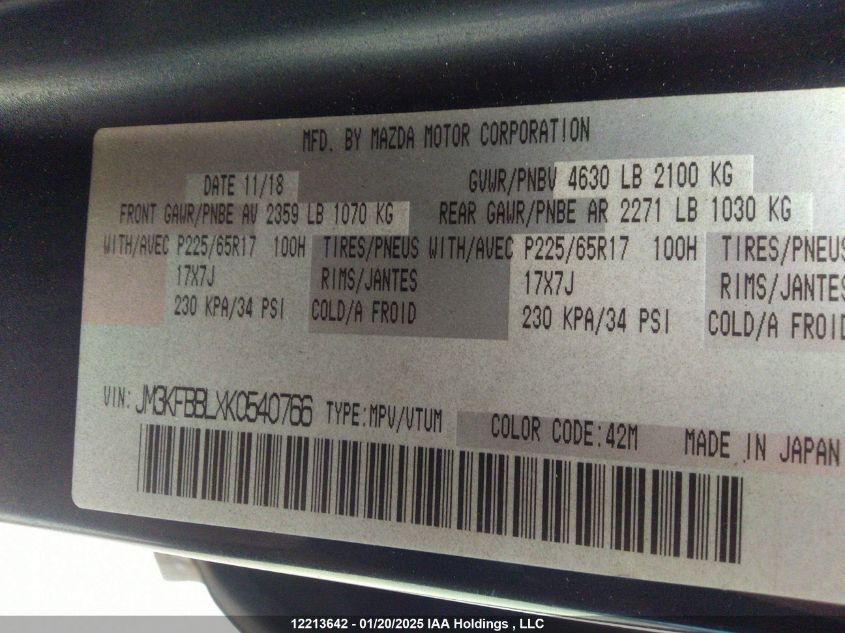 MFD. BY MAZDA MOTOR CORPORATION
DATE 11/18 GVWR/PNBV 4630 LB 2100 KG
FRONT GAWR/PNBE AV 2359 LB 1070 KG REAR GAWR/PNBE AR 2271 LB 1030 KG
WITH/AVEC P225/65R17 100H TIRES/PNEUS WITH/AVEC P225/65R17 100H TIRES/PNEUS
17X7J RIMS/JANTES 17X7J RIMS/JANTES
230 KPA/34 PSI COLD/A FROID 230 KPA/34 PSI COLD/A FROID
VIN: JM3KFBBLXK0540766 TYPE:MPV/VTUM COLOR CODE:42M MADE IN JAPAN
12213642 - 01/20/2025 IAA Holdings , LLC